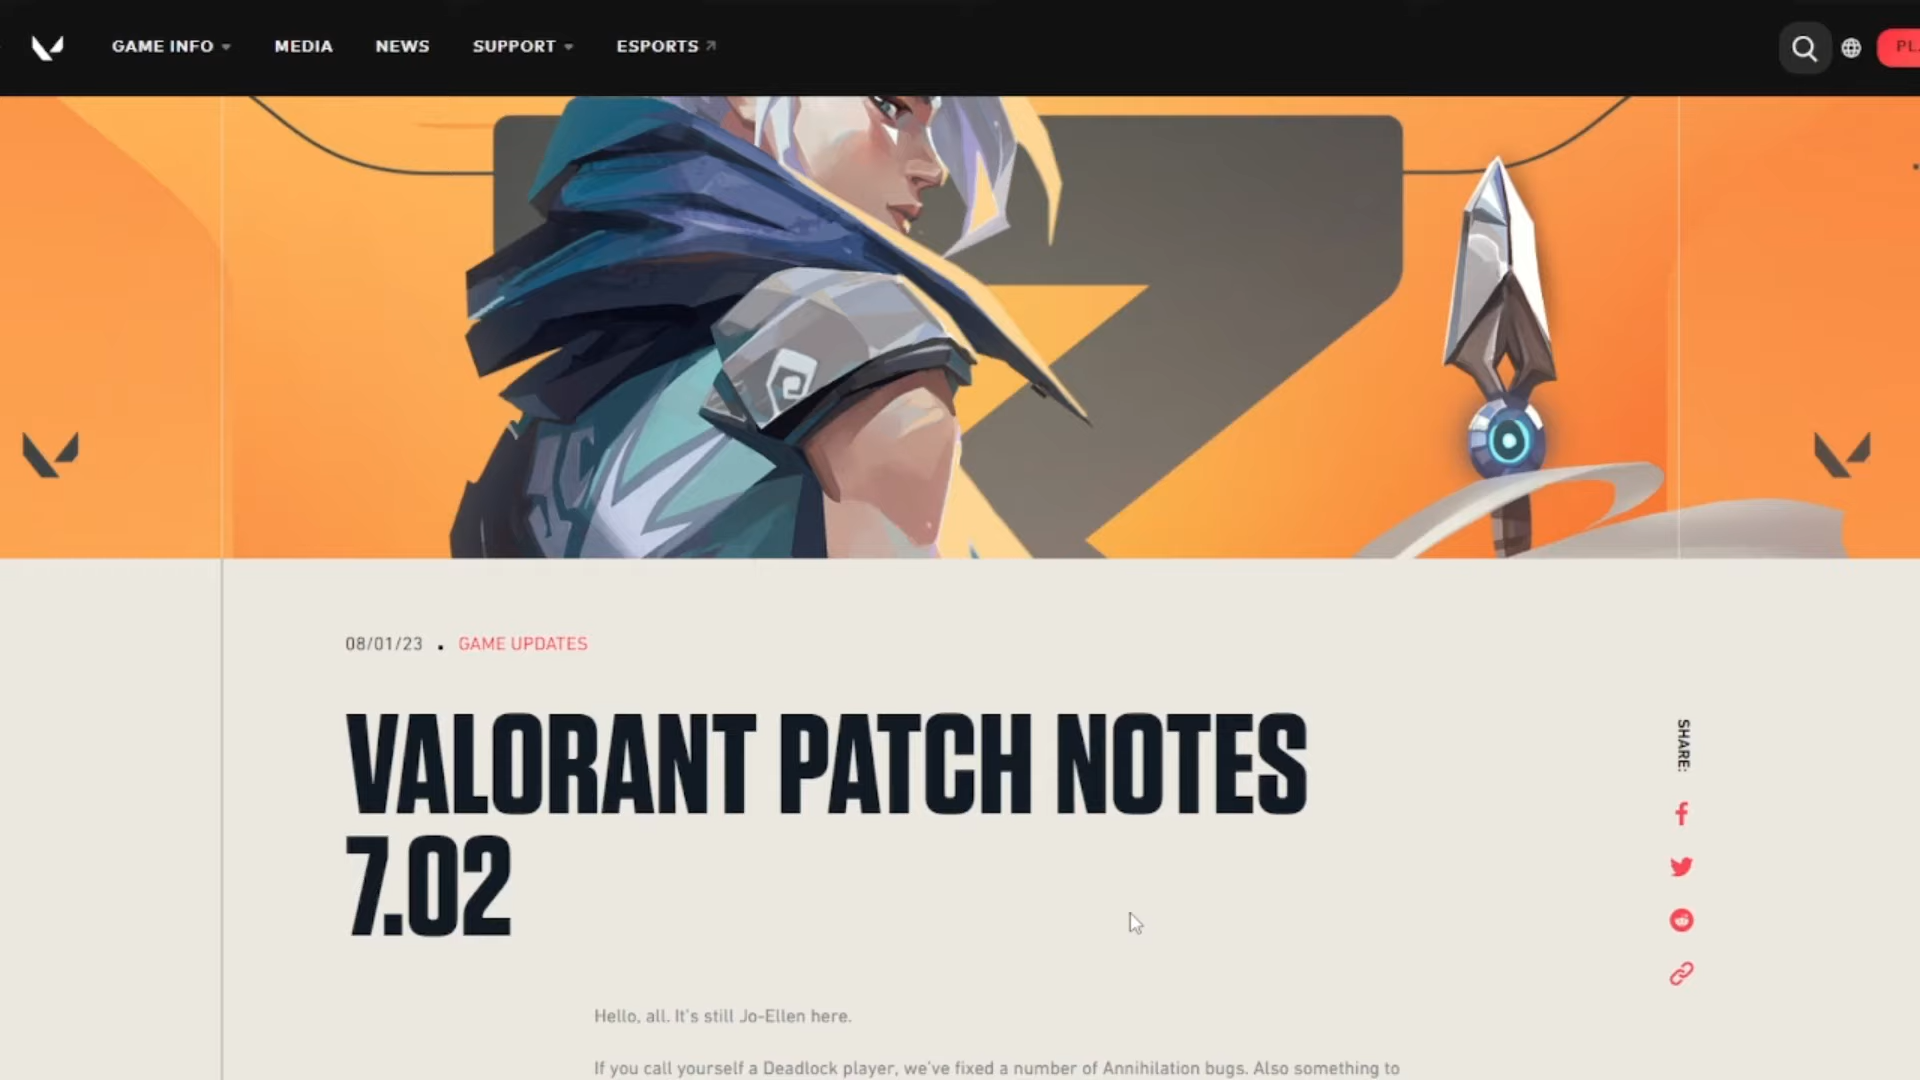 GAME INFO MEDIA NEWS SUPPORT ESPORTS
08/01/23 . GAME UPDATES
VALORANT PATCH NOTES
7.02
SHARE:
Hello, all. It's still Jo-Ellen here.
If you call yourself a Deadlock player, we've fixed a number of Annihilation bugs. Also something to